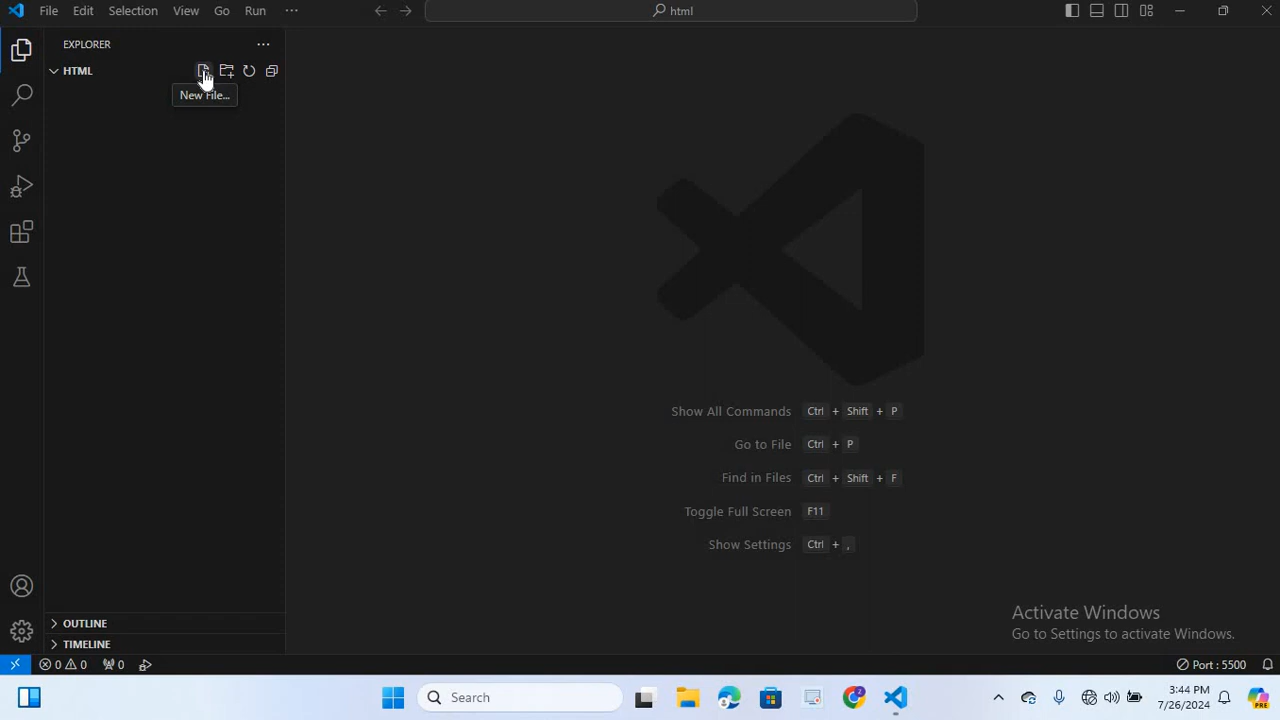 File Edit Selection View Go Run ... html
EXPLORER ...
HTML
New File...
Show All Commands Ctrl + Shift + P
Go to File Ctrl + P
Find in Files Ctrl + Shift + F
Toggle Full Screen F11
Show Settings Ctrl + ,
Activate Windows
Go to Settings to activate Windows.
OUTLINE
TIMELINE
0 0 0 Port : 5500
Search
3:44 PM
7/26/2024
PRE